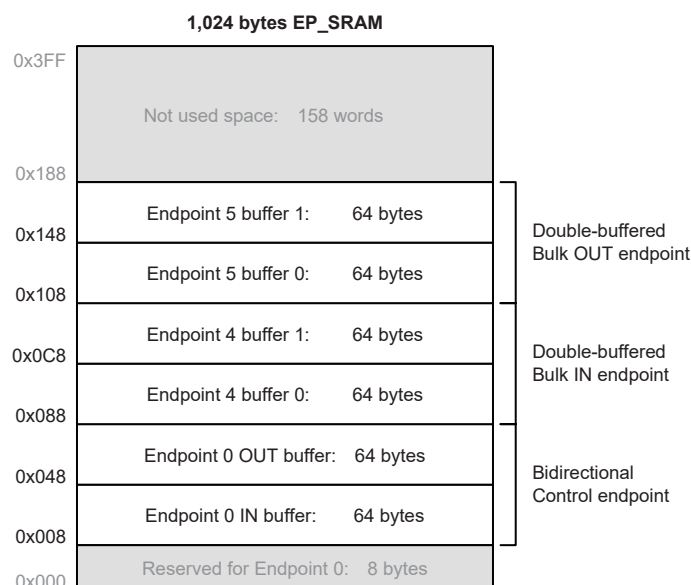 1,024 bytes EP_SRAM
0x3FF
Not used space: 158 words
0x188
Endpoint 5 buffer 1: 64 bytes
0x148
Double-buffered
Bulk OUT endpoint
Endpoint 5 buffer 0: 64 bytes
0x108
Endpoint 4 buffer 1: 64 bytes
0x0C8
Double-buffered
Bulk IN endpoint
Endpoint 4 buffer 0: 64 bytes
0x088
Endpoint 0 OUT buffer: 64 bytes
0x048
Bidirectional
Control endpoint
Endpoint 0 IN buffer: 64 bytes
0x008
Reserved for Endpoint 0: 8 bytes
0x000